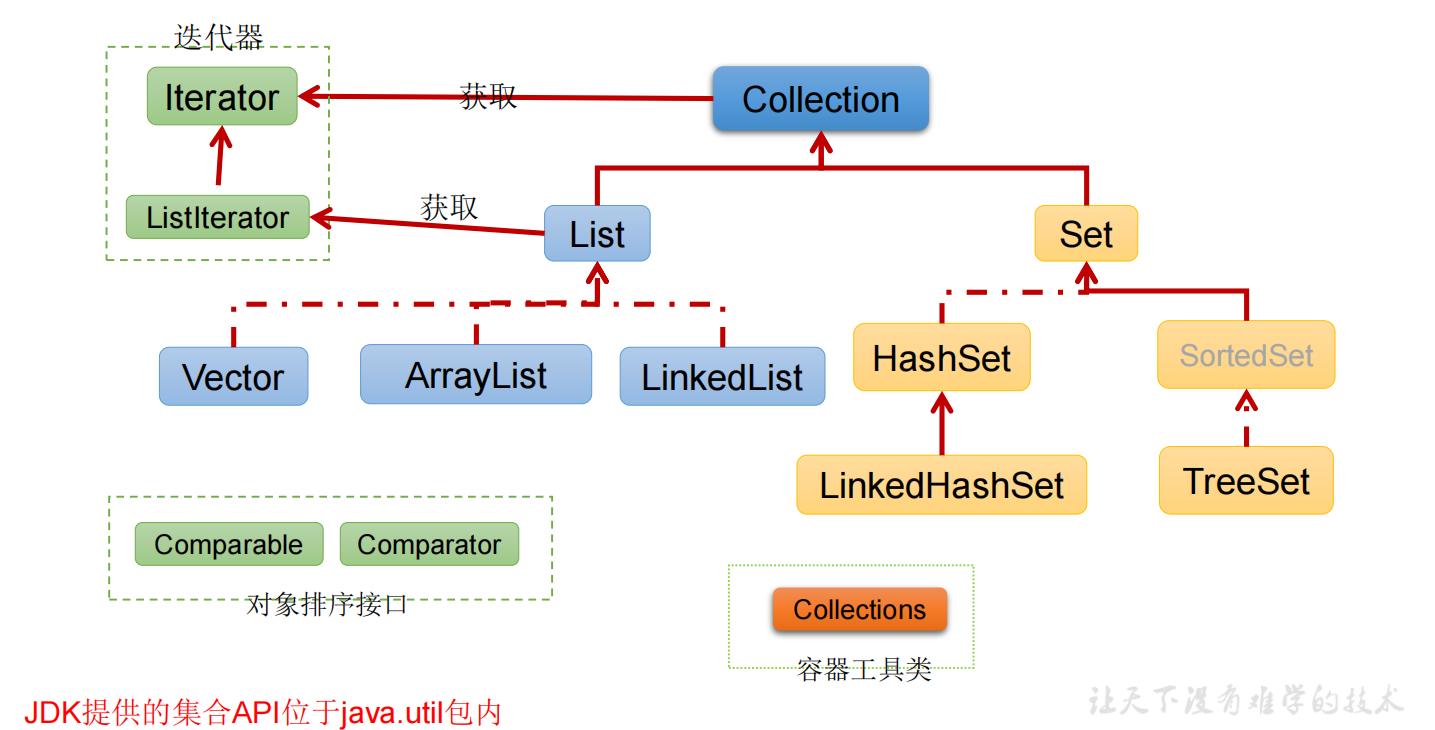 迭代器
Iterator
获取
Collection
ListIterator
获取
List
Set
Vector
ArrayList
LinkedList
HashSet
SortedSet
LinkedHashSet
TreeSet
Comparable
Comparator
对象排序接口
Collections
容器工具类
JDK提供的集合API位于java.util包内
让天下没有难学的技术